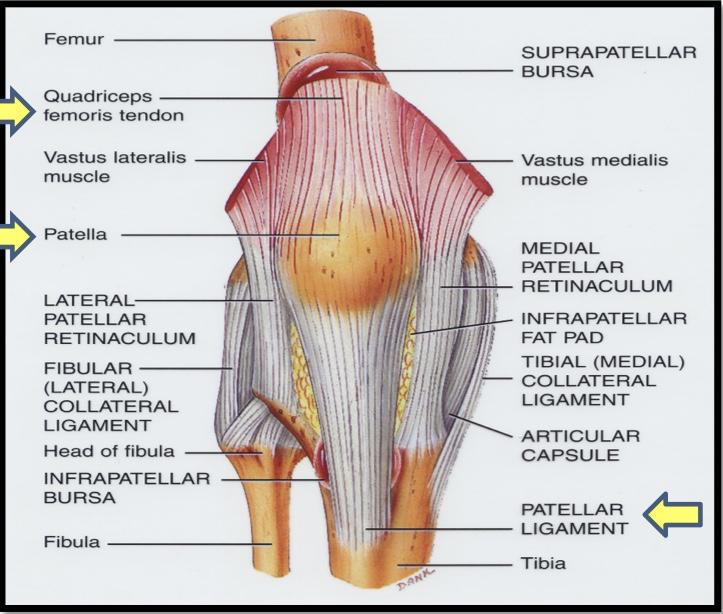 Femur
Quadriceps
femoris tendon
Vastus lateralis
muscle
Patella
LATERAL
PATELLAR
RETINACULUM
FIBULAR
(LATERAL)
COLLATERAL
LIGAMENT
Head of fibula
INFRAPATELLAR
BURSA
Fibula
SUPRAPATELLAR
BURSA
Vastus medialis
muscle
MEDIAL
PATELLAR
RETINACULUM
INFRAPATELLAR
FAT PAD
TIBIAL (MEDIAL)
COLLATERAL
LIGAMENT
ARTICULAR
CAPSULE
PATELLAR
LIGAMENT
Tibia
DANK